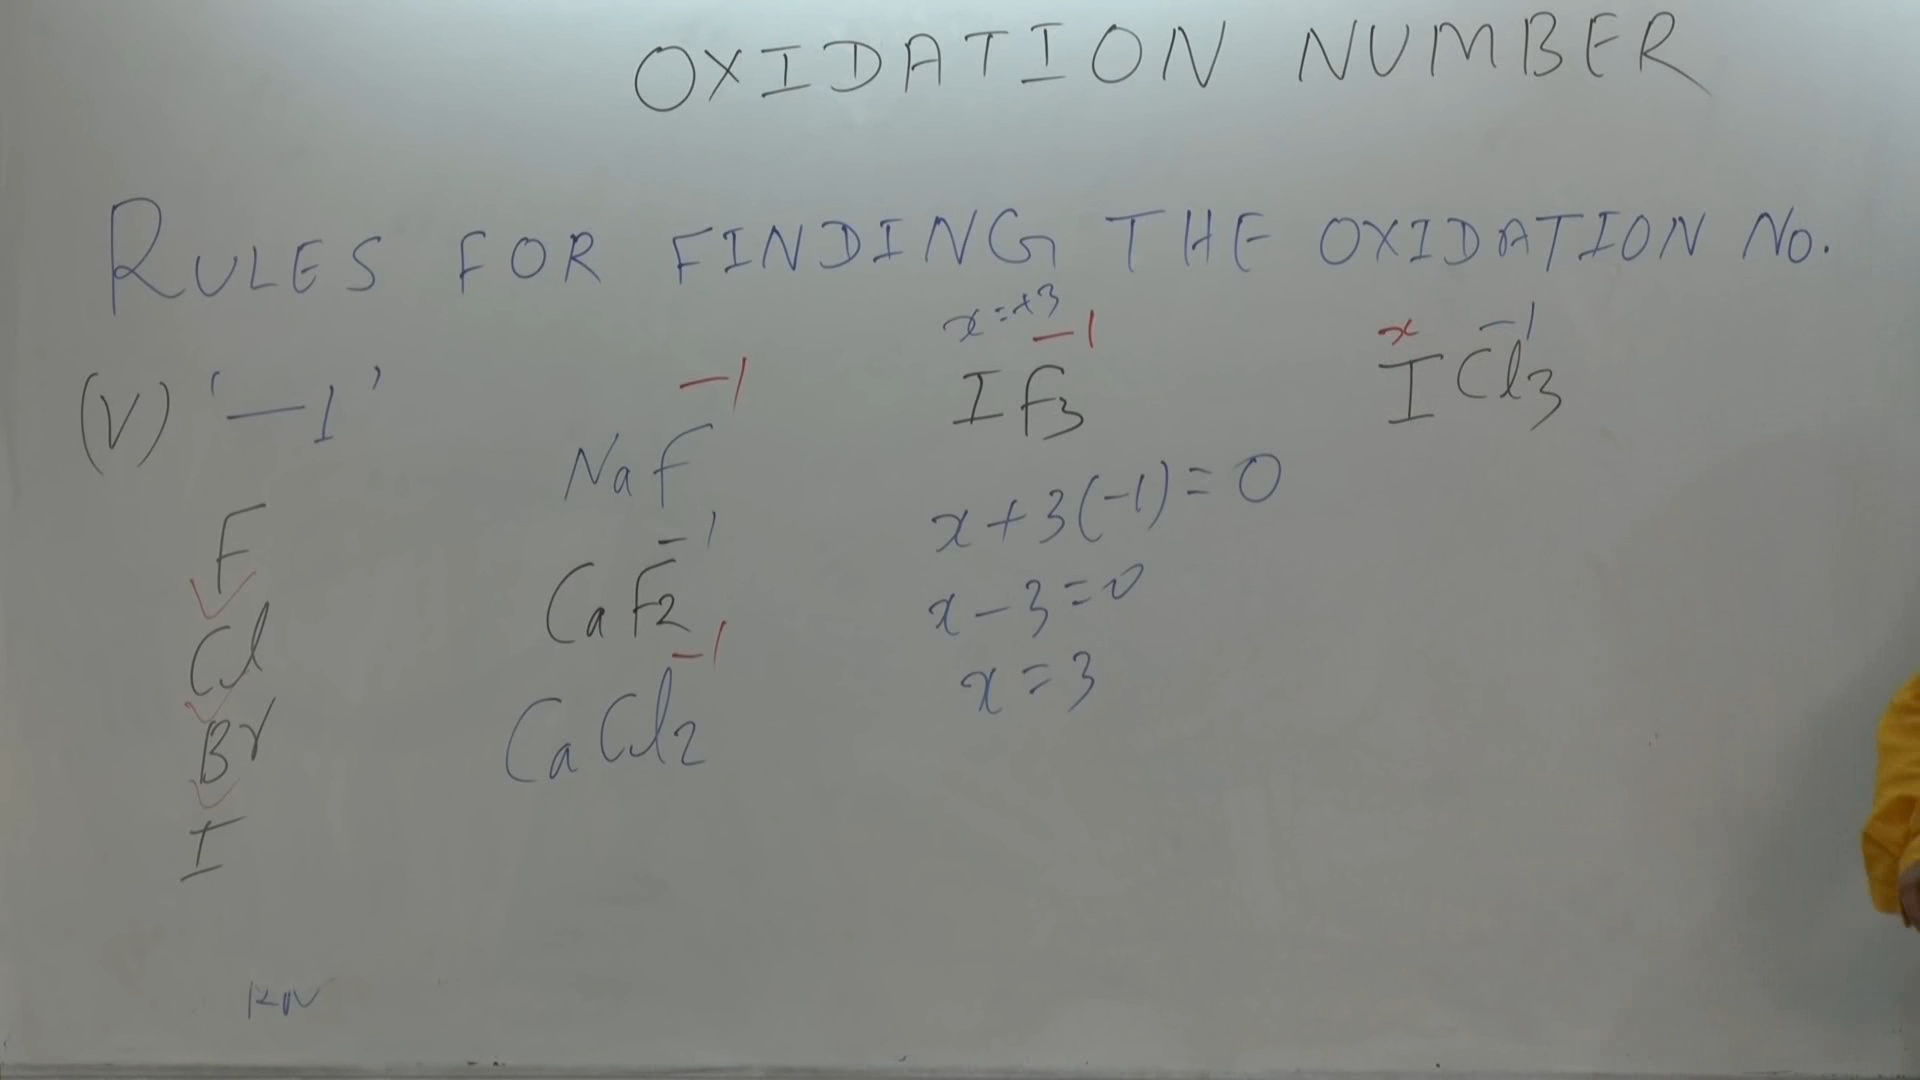 OXIDATION NUMBER
RULES FOR FINDING THE OXIDATION NO.
(V) '-1'
F
Cl
Br
I
-1
NaF
-1
CaF2
-1
CaCl2
x=+3
-1
IF3
x+3(-1)=0
x-3=0
x=3
x -1
ICl3
KN